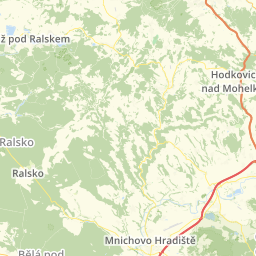 ž pod Ralskem
Hodkovic
nad Mohelk
Ralsko
Ralsko
Mnichovo Hradiště
Bělá pod